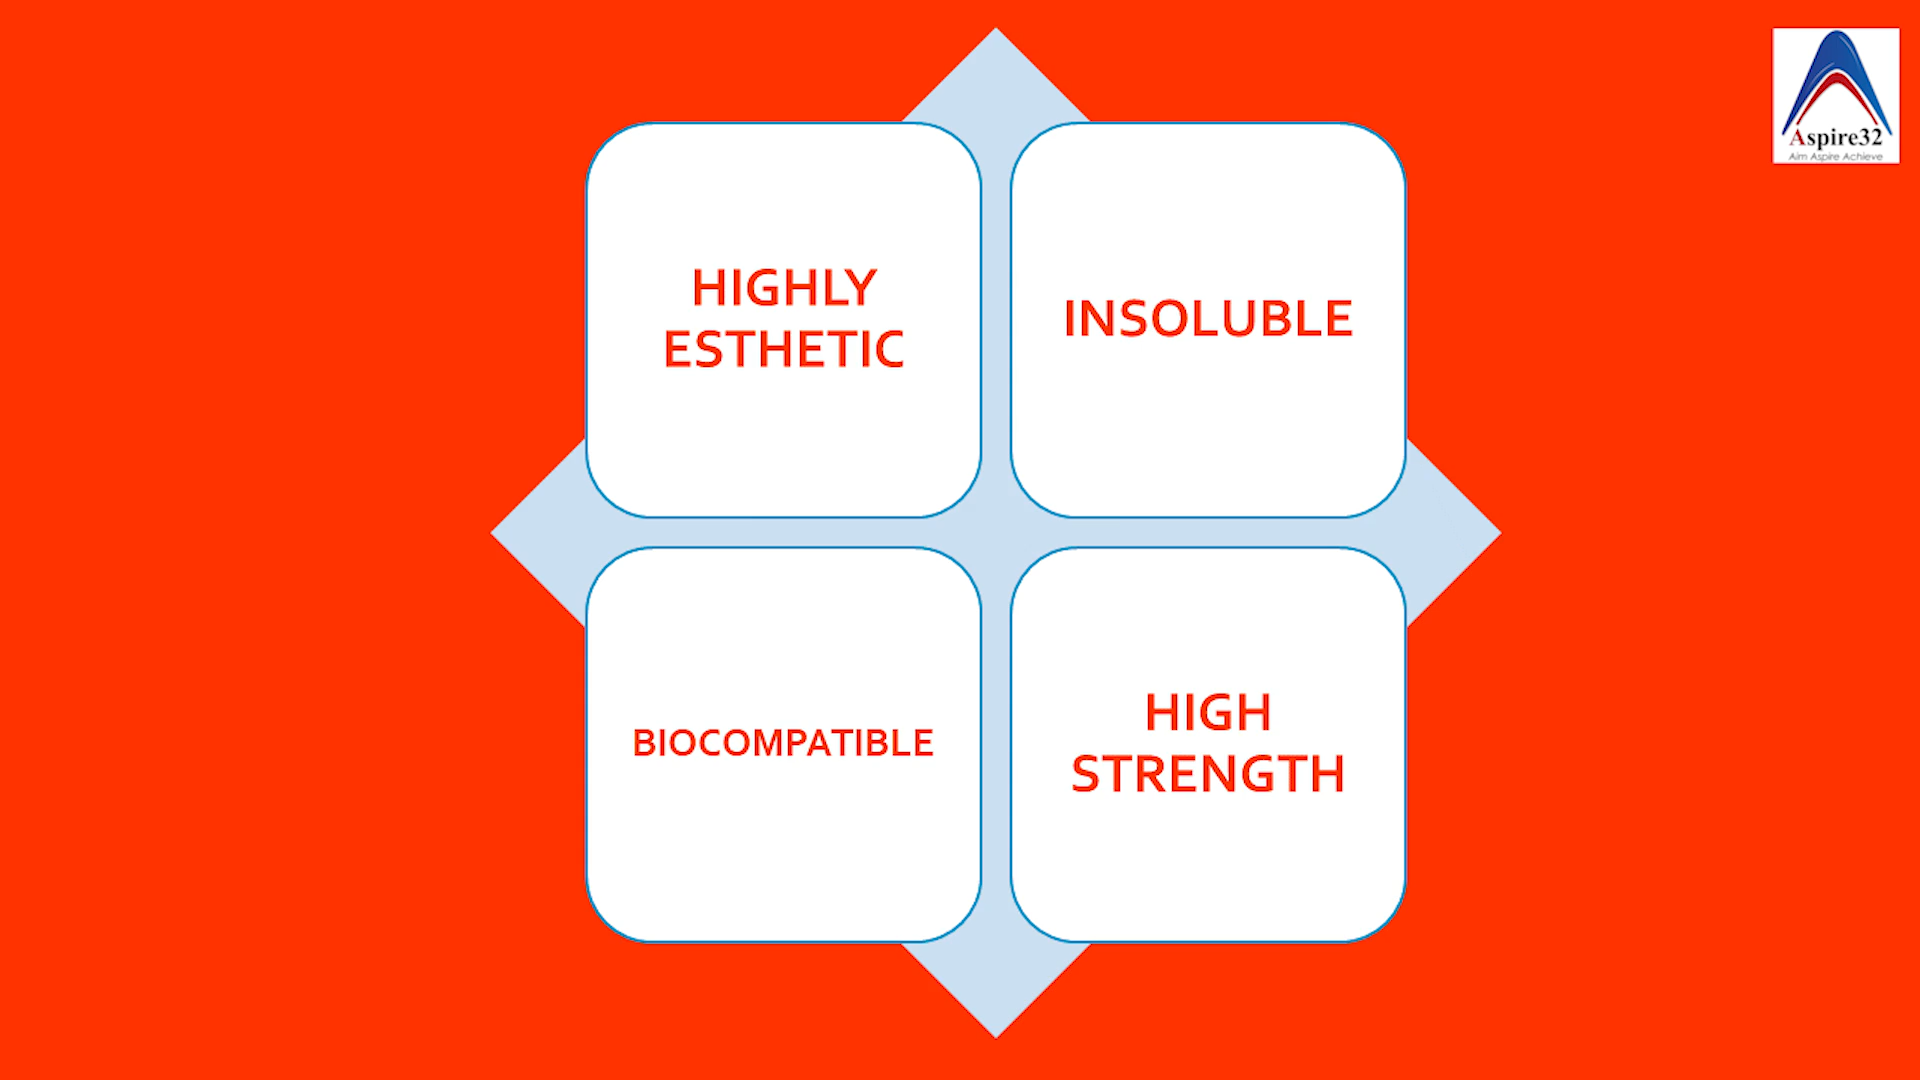 HIGHLY
ESTHETIC
INSOLUBLE
BIOCOMPATIBLE
HIGH
STRENGTH
Aspire32
Aim Aspire Achieve